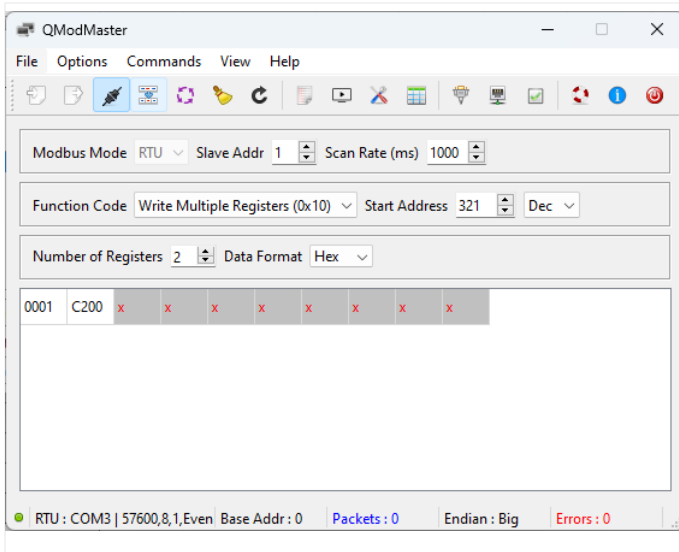 QModMaster
File Options Commands View Help
Modbus Mode RTU Slave Addr 1 Scan Rate (ms) 1000
Function Code Write Multiple Registers (0x10) Start Address 321 Dec
Number of Registers 2 Data Format Hex
0001 C200 x x x x x x x x
RTU : COM3 | 57600,8,1,Even Base Addr : 0 Packets : 0 Endian : Big Errors : 0